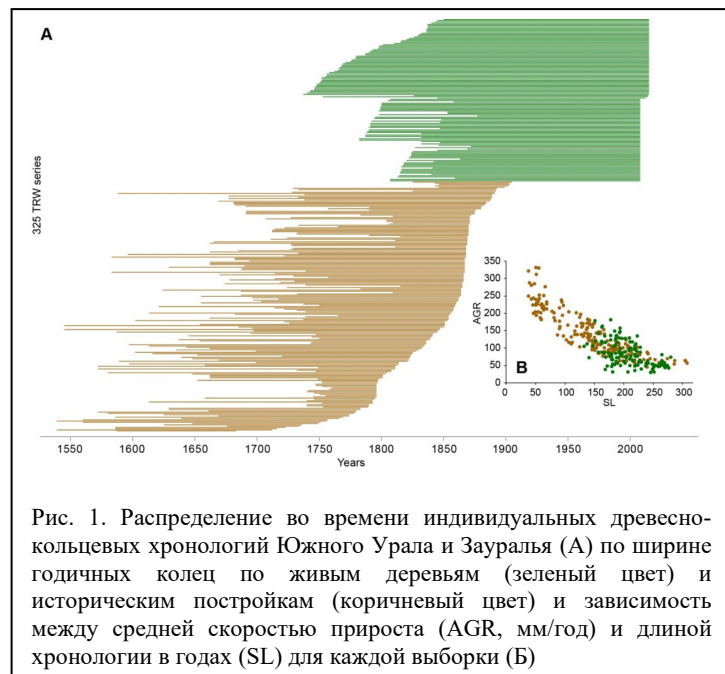 A
325 TRW series
350
300
250
200
150
100
50
0
AGR
B
0 50 100 150 200 250 300
SL
1550 1600 1650 1700 1750 1800 1850 1900 1950 2000
Years
Рис. 1. Распределение во времени индивидуальных древесно-
кольцевых хронологий Южного Урала и Зауралья (А) по ширине
годичных колец по живым деревьям (зеленый цвет) и
историческим постройкам (коричневый цвет) и зависимость
между средней скоростью прироста (AGR, мм/год) и длиной
хронологии в годах (SL) для каждой выборки (Б)